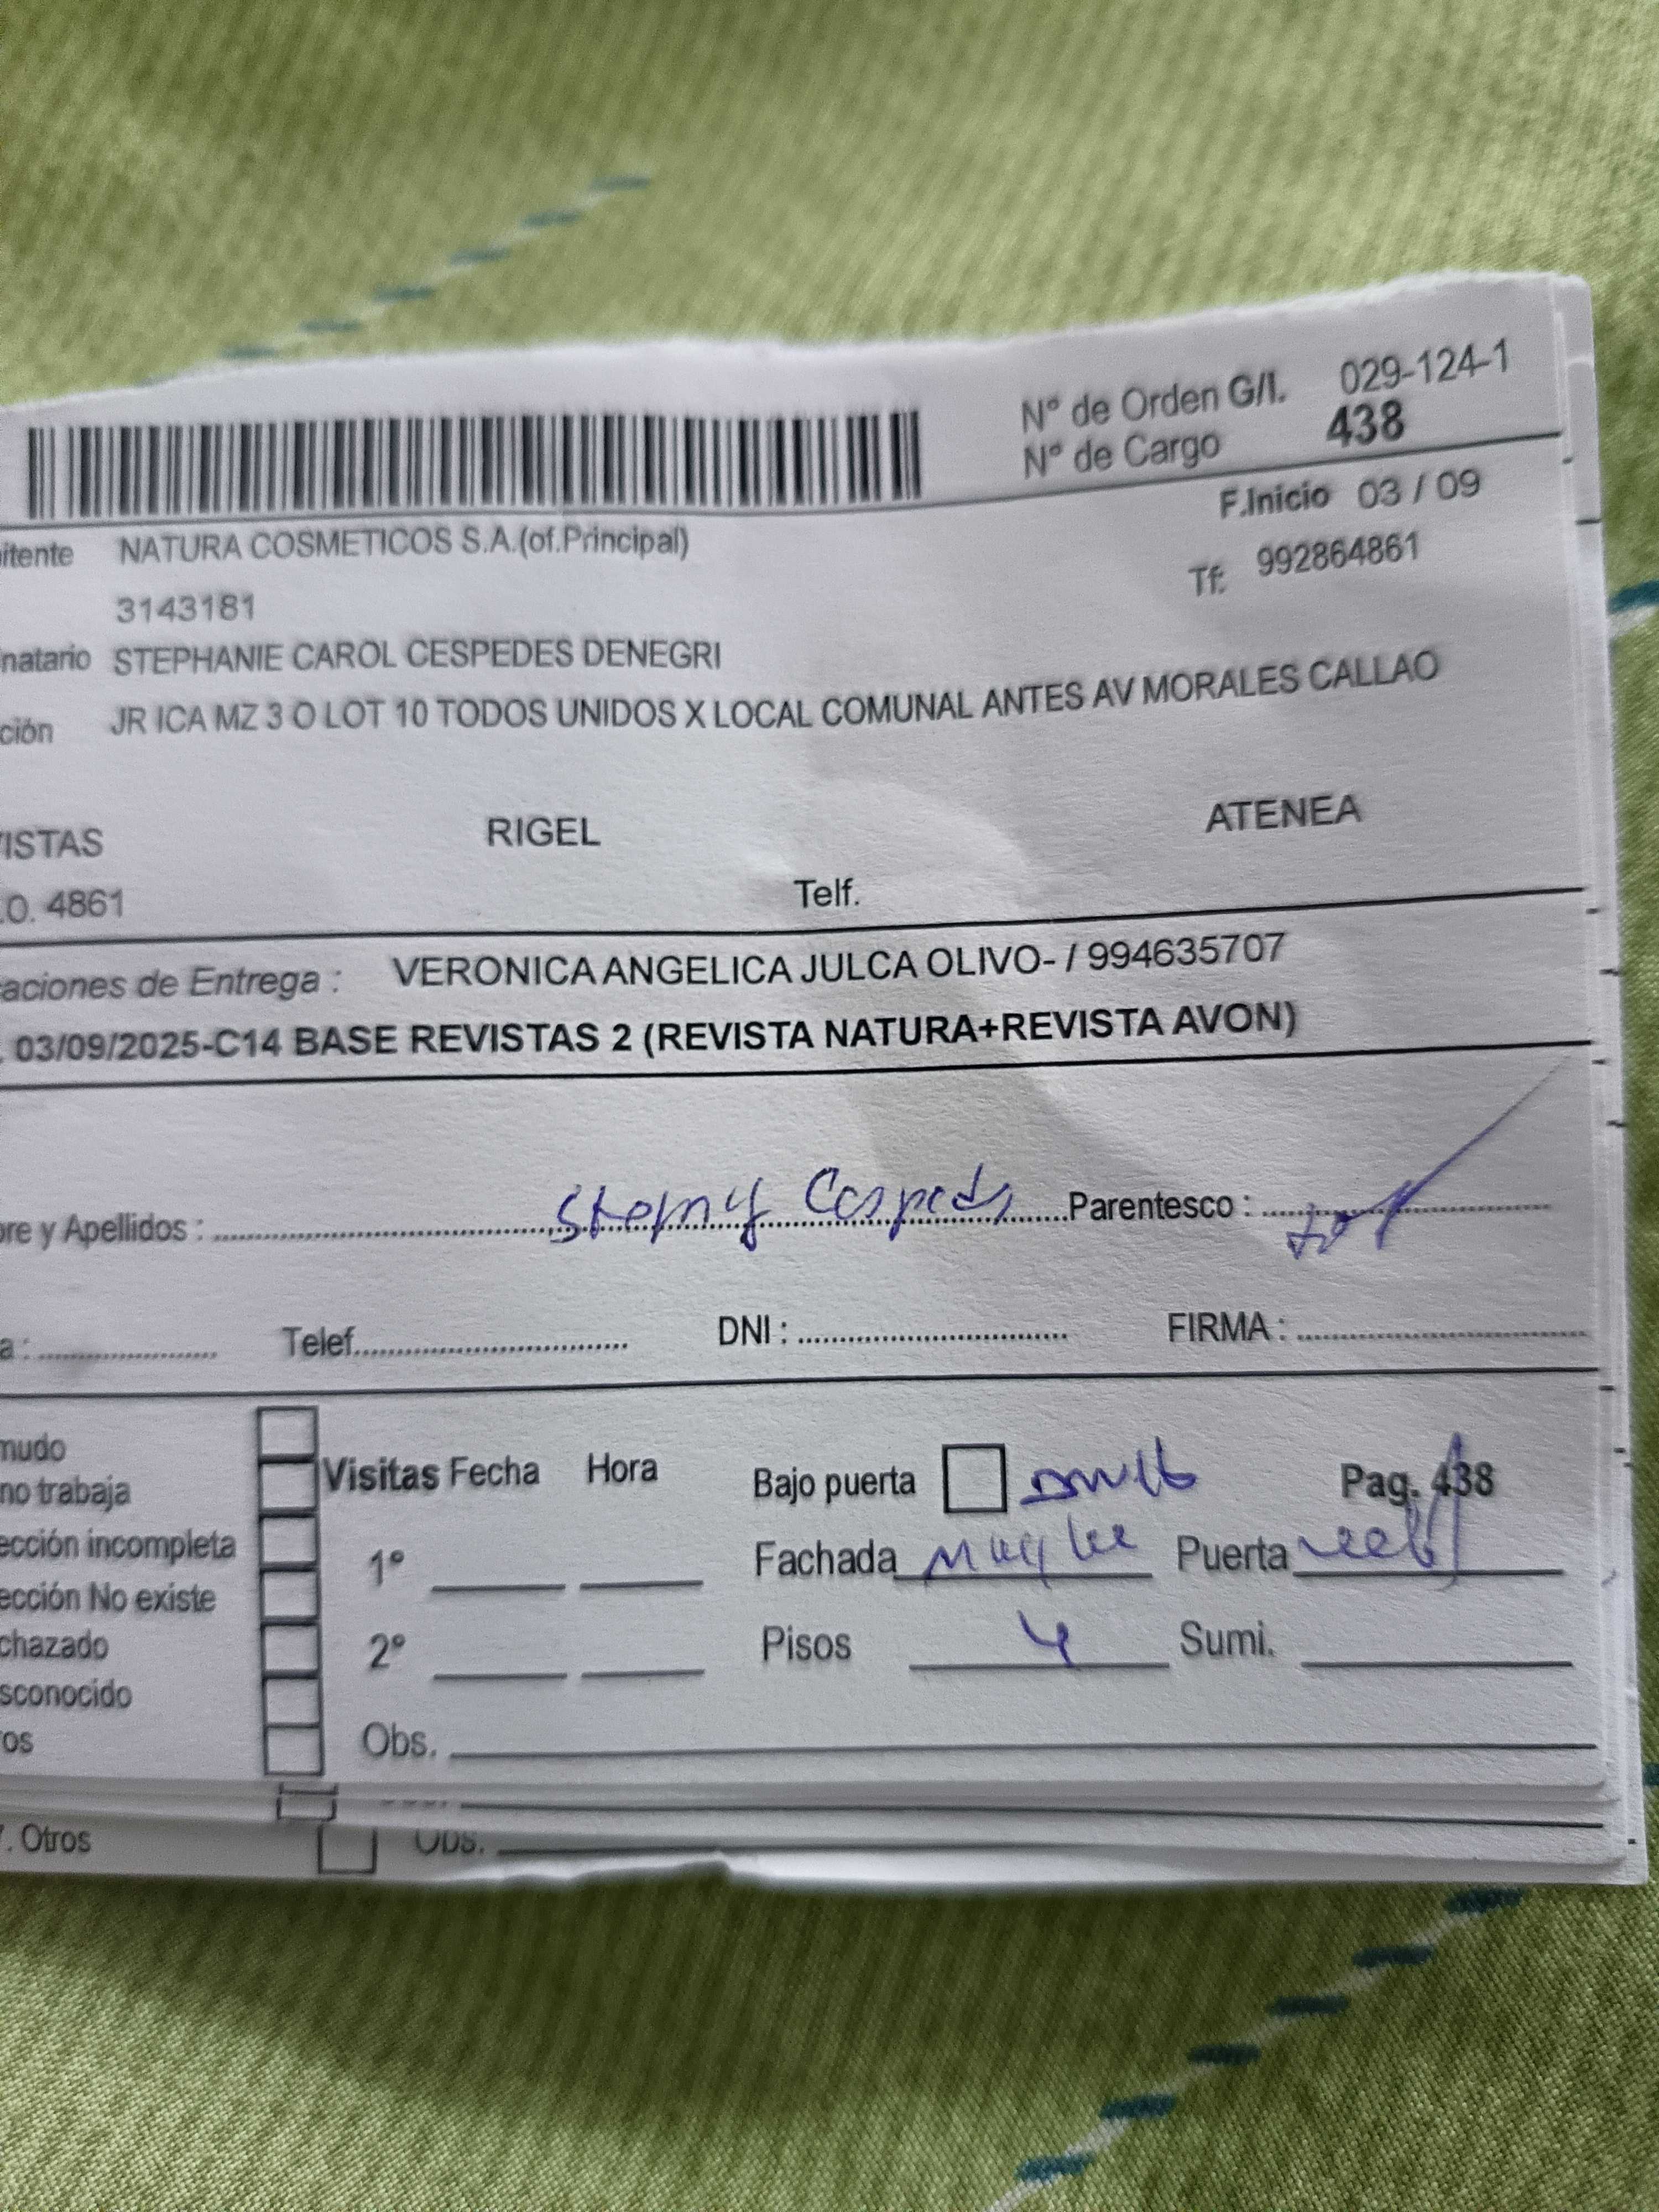 Nº de Orden G/I. 029-124-1
Nº de Cargo 438
F.Inicio 03 / 09
itente NATURA COSMETICOS S.A.(of.Principal)
Tf: 992864861
3143181
natario STEPHANIE CAROL CESPEDES DENEGRI
ción JR ICA MZ 3 O LOT 10 TODOS UNIDOS X LOCAL COMUNAL ANTES AV MORALES CALLAO
ISTAS RIGEL ATENEA
.O. 4861 Telf.
aciones de Entrega : VERONICA ANGELICA JULCA OLIVO- / 994635707
03/09/2025-C14 BASE REVISTAS 2 (REVISTA NATURA+REVISTA AVON)
re y Apellidos : Cespeds Parentesco :
a : Telef. DNI : FIRMA :
mudo
no trabaja Visitas Fecha Hora Bajo puerta Pag. 438
ección incompleta 1º Fachada Puerta
ección No existe
chazado 2º Pisos 4 Sumi.
sconocido
os Obs.
. Otros Obs.